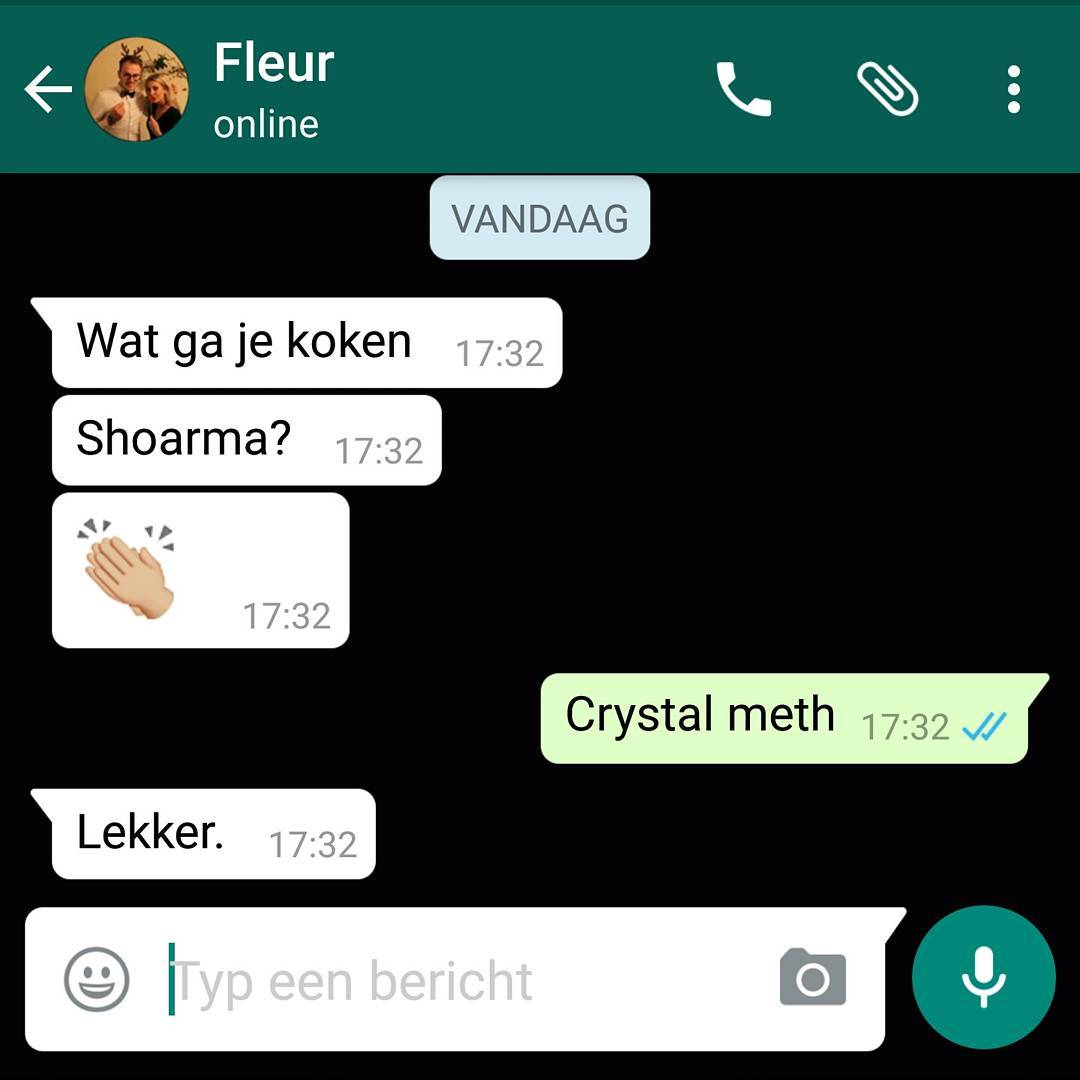 Fleur
online
VANDAAG
Wat ga je koken 17:32
Shoarma? 17:32
17:32
Crystal meth 17:32
Lekker. 17:32
Typ een bericht